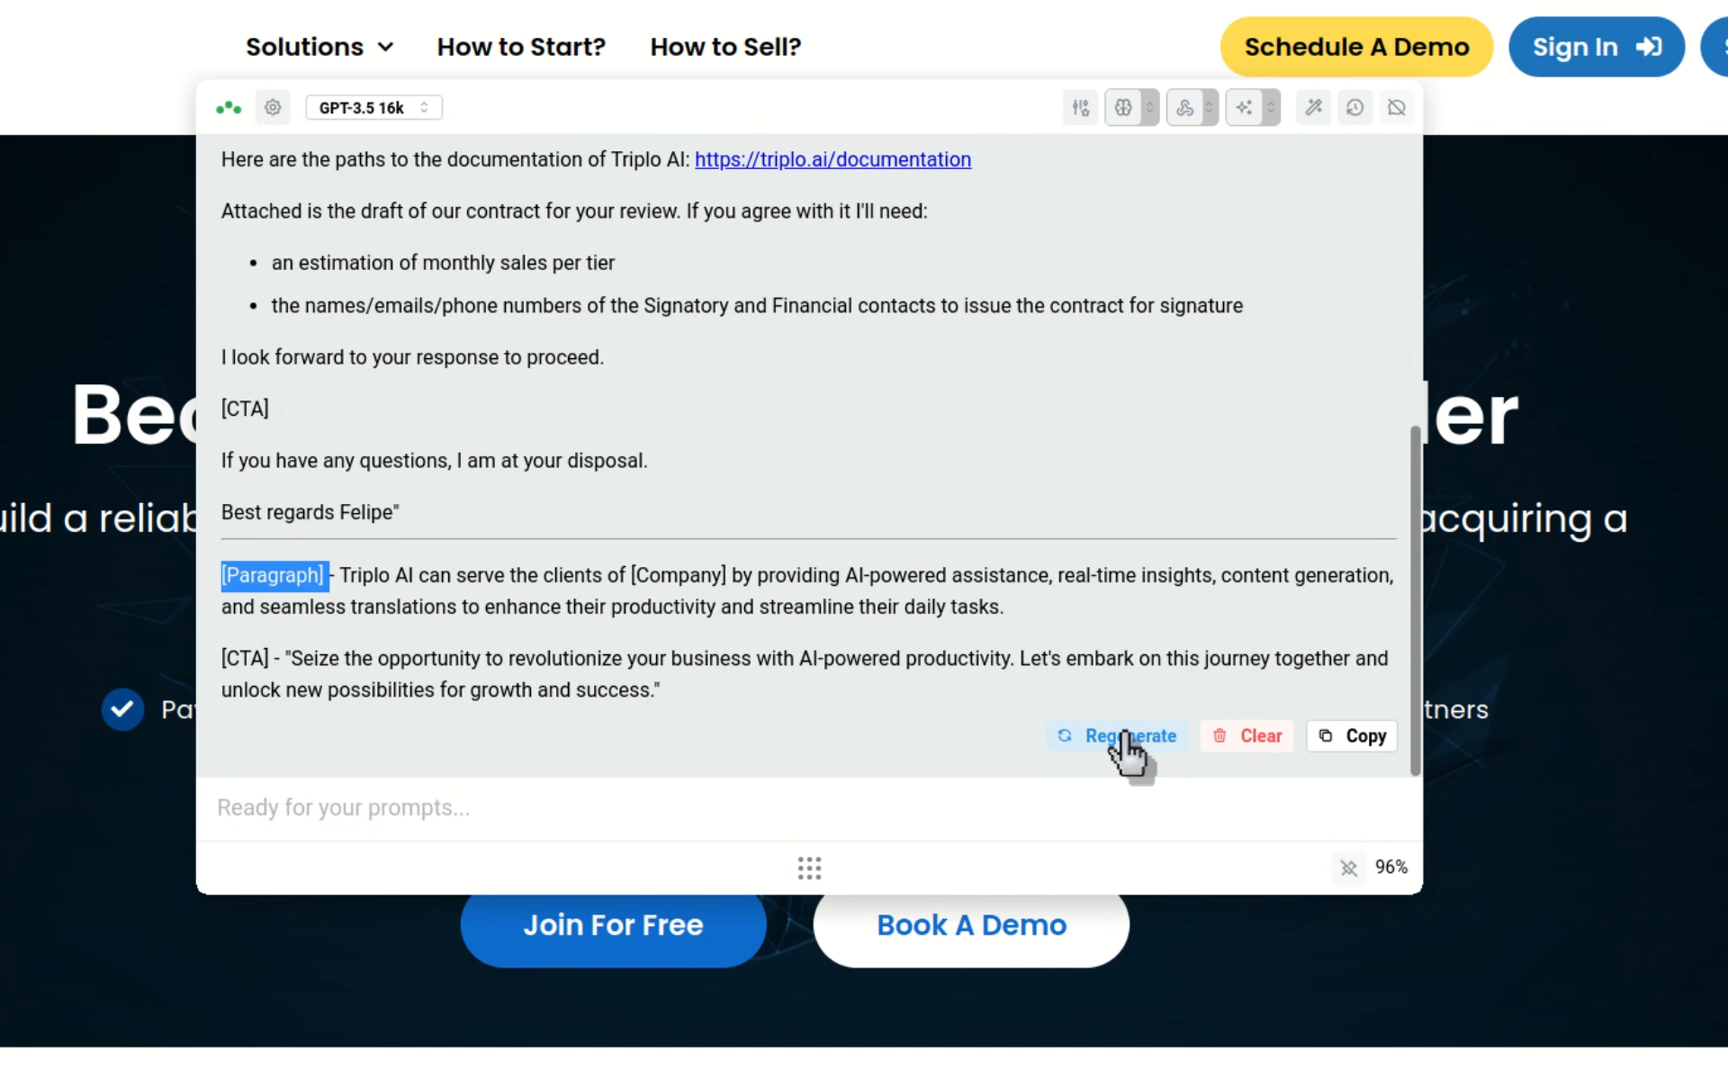 Solutions How to Start? How to Sell? Schedule A Demo Sign In
GPT-3.5 16k
Here are the paths to the documentation of Triplo AI: https://triplo.ai/documentation
Attached is the draft of our contract for your review. If you agree with it I'll need:
• an estimation of monthly sales per tier
• the names/emails/phone numbers of the Signatory and Financial contacts to issue the contract for signature
I look forward to your response to proceed.
[CTA]
If you have any questions, I am at your disposal.
Best regards Felipe"
[Paragraph] - Triplo AI can serve the clients of [Company] by providing AI-powered assistance, real-time insights, content generation,
and seamless translations to enhance their productivity and streamline their daily tasks.
[CTA] - "Seize the opportunity to revolutionize your business with AI-powered productivity. Let's embark on this journey together and
unlock new possibilities for growth and success."
Regenerate Clear Copy
Ready for your prompts...
96%
a acquiring a
Join For Free Book A Demo